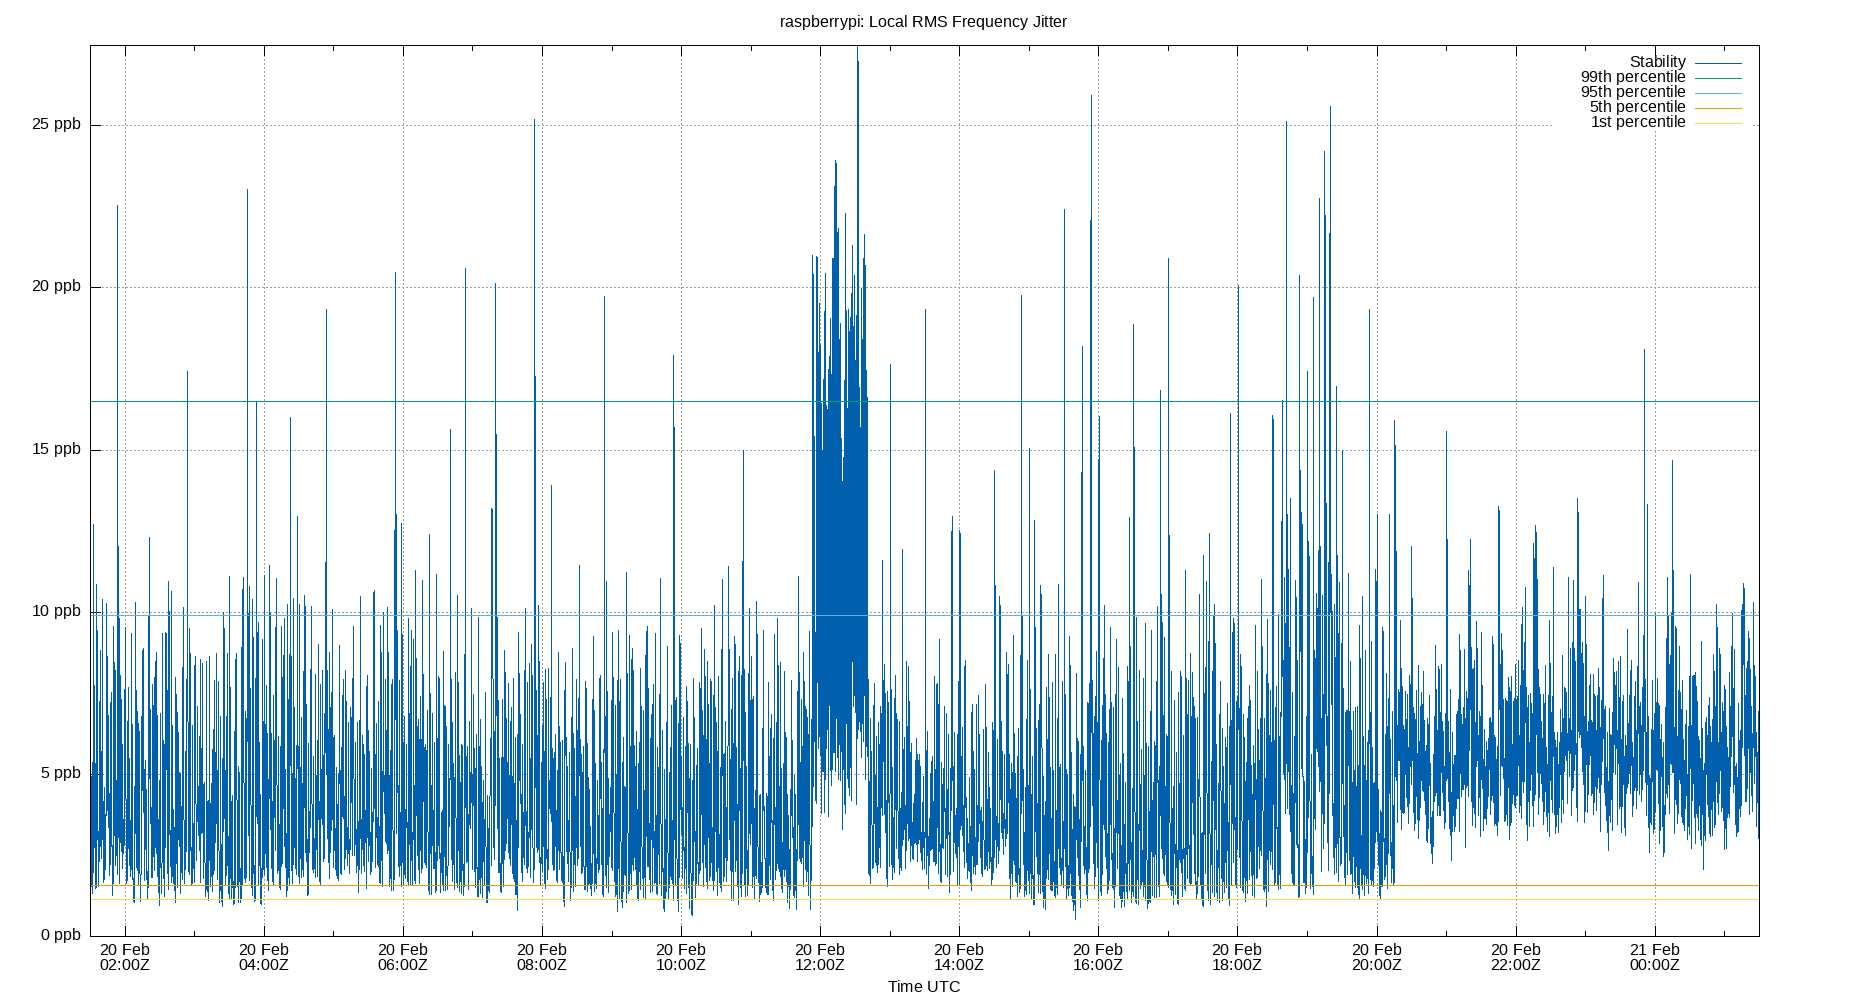 raspberrypi: Local RMS Frequency Jitter
Stability
99th percentile
95th percentile
5th percentile
1st percentile
25 ppb
20 ppb
15 ppb
10 ppb
5 ppb
0 ppb
20 Feb 20 Feb 20 Feb 20 Feb 20 Feb 20 Feb 20 Feb 20 Feb 20 Feb 20 Feb 20 Feb 21 Feb
02:00Z 04:00Z 06:00Z 08:00Z 10:00Z 12:00Z 14:00Z 16:00Z 18:00Z 20:00Z 22:00Z 00:00Z
Time UTC